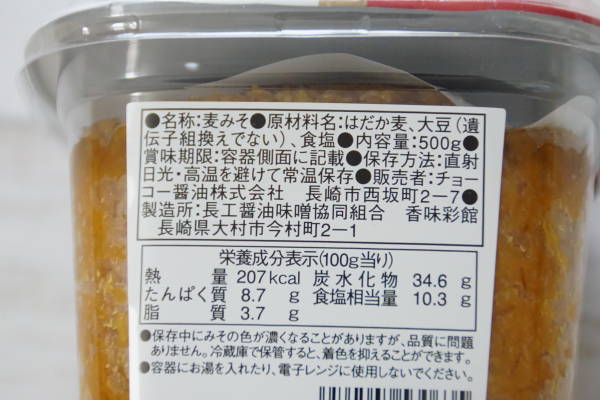 ●名称:麦みそ●原材料名:はだか麦、大豆(遺
伝子組換えでない)、食塩●内容量:500g●
賞味期限:容器側面に記載●保存方法:直射
日光・高温を避けて常温保存●販売者:チョー
コー醤油株式会社 長崎市西坂町2-7●
製造所:長工醤油味噌協同組合 香味彩館
長崎県大村市今村町2-1
栄養成分表示(100g当り)
熱量 207kcal 炭水化物 34.6g
たんぱく質 8.7g 食塩相当量 10.3g
脂質 3.7g
●保存中にみその色が濃くなることがありますが、品質に問題
ありません。冷蔵庫で保管すると、着色を抑えることができます。
●容器にお湯を入れたり、電子レンジに使用しないでください。